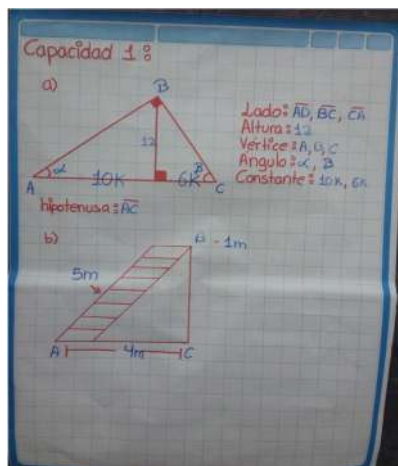 Capacidad 1:
a)
B
Lado: AD, BC, CA
Altura: 12
Vértice: A, B, C
Angulo: α, B
Constante: 10K, 6K
12
α
B
A
10K
6K
C
hipotenusa: AC
b)
B - 1m
5m
A
4m
C